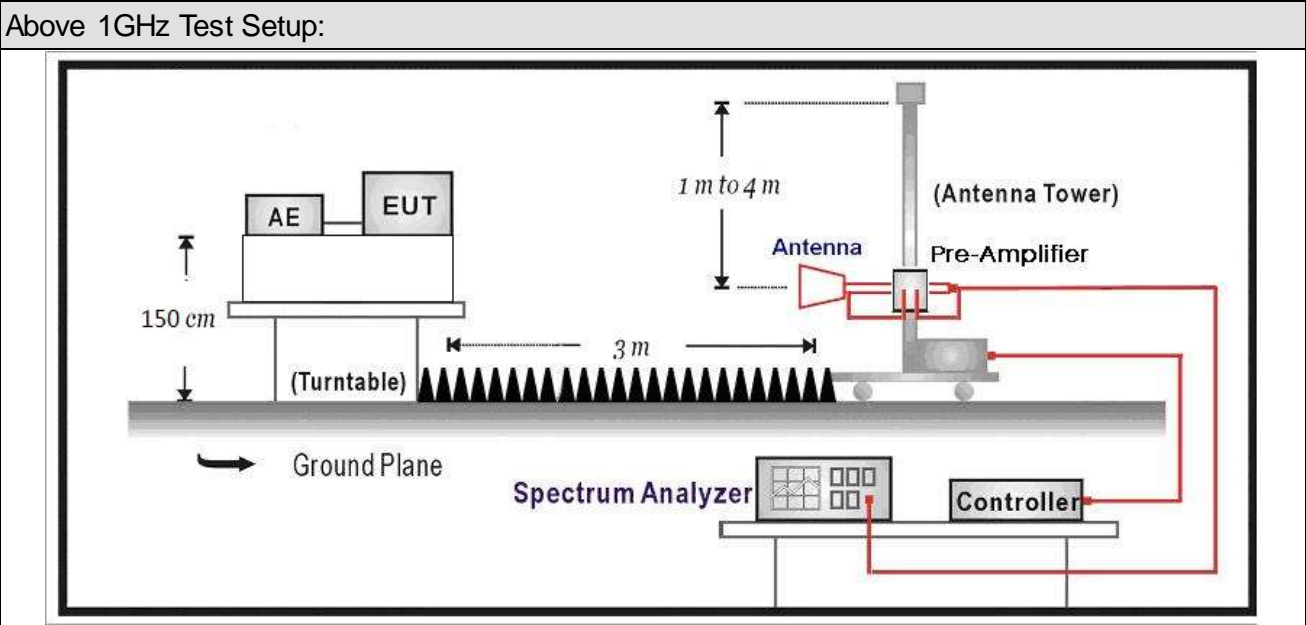 Above 1GHz Test Setup:
1 m to 4 m
(Antenna Tower)
AE
EUT
Antenna
Pre-Amplifier
150 cm
3 m
(Turntable)
Ground Plane
Spectrum Analyzer
Controller